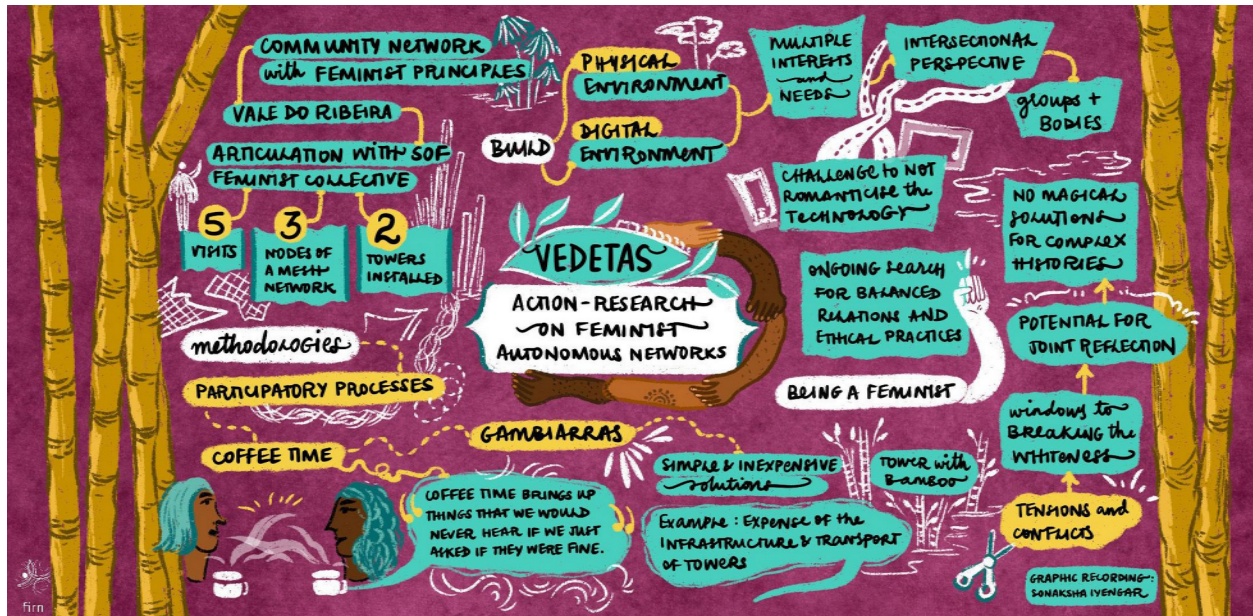 COMMUNITY NETWORK
with FEMINIST PRINCIPLES
VALE DO RIBEIRA
ARTICULATION WITH SOF
FEMINIST COLLECTIVE
5
VISITS
3
NODES OF
A MESH
NETWORK
2
TOWERS
INSTALLED
BUILD
PHYSICAL
ENVIRONMENT
DIGITAL
ENVIRONMENT
MULTIPLE
INTERESTS
and
NEEDS
INTERSECTIONAL
PERSPECTIVE
groups +
BODIES
CHALLENGE TO NOT
ROMANTICISE THE
TECHNOLOGY
VEDETAS
ACTION-RESEARCH
ON FEMINIST
AUTONOMOUS NETWORKS
methodologies
PARTICIPATORY PROCESSES
COFFEE TIME
GAMBIARRAS
COFFEE TIME BRINGS UP
THINGS THAT WE WOULD
NEVER HEAR IF WE JUST
ASKED IF THEY WERE FINE.
SIMPLE & INEXPENSIVE
solutions
Example: EXPENSE OF THE
INFRASTRUCTURE & TRANSPORT
OF TOWERS
TOWER with
BAMBOO
ONGOING SEARCH
FOR BALANCED
RELATIONS AND
ETHICAL PRACTICES
BEING A FEMINIST
NO MAGICAL
SOLUTIONS
FOR COMPLEX
HISTORIES
POTENTIAL FOR
JOINT REFLECTION
windows to
BREAKING THE
WHITENESS
TENSIONS and
CONFLICTS
GRAPHIC RECORDING:
SONAKSHA IYENGAR
firn